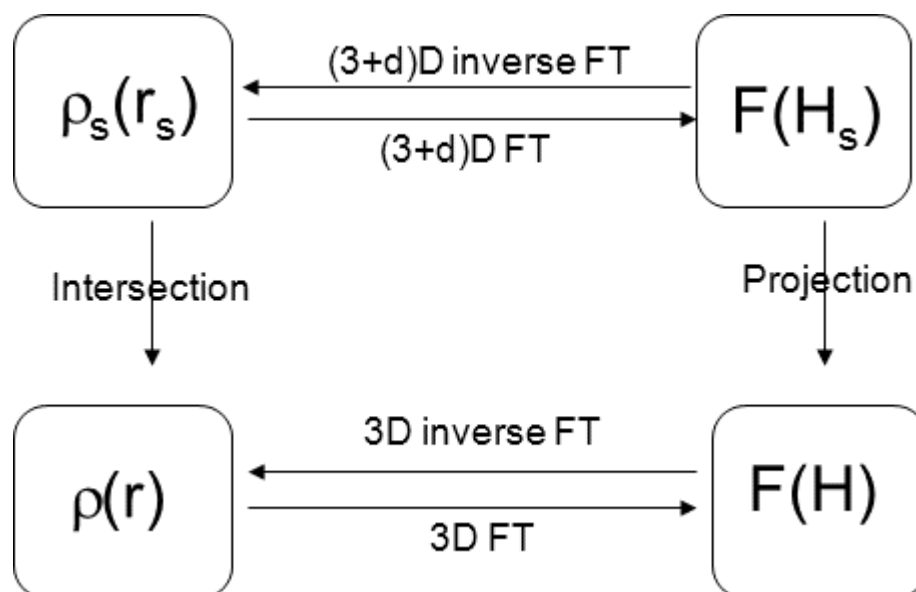 ρs(rs)
(3+d)D inverse FT
(3+d)D FT
F(Hs)
Intersection
Projection
ρ(r)
3D inverse FT
3D FT
F(H)